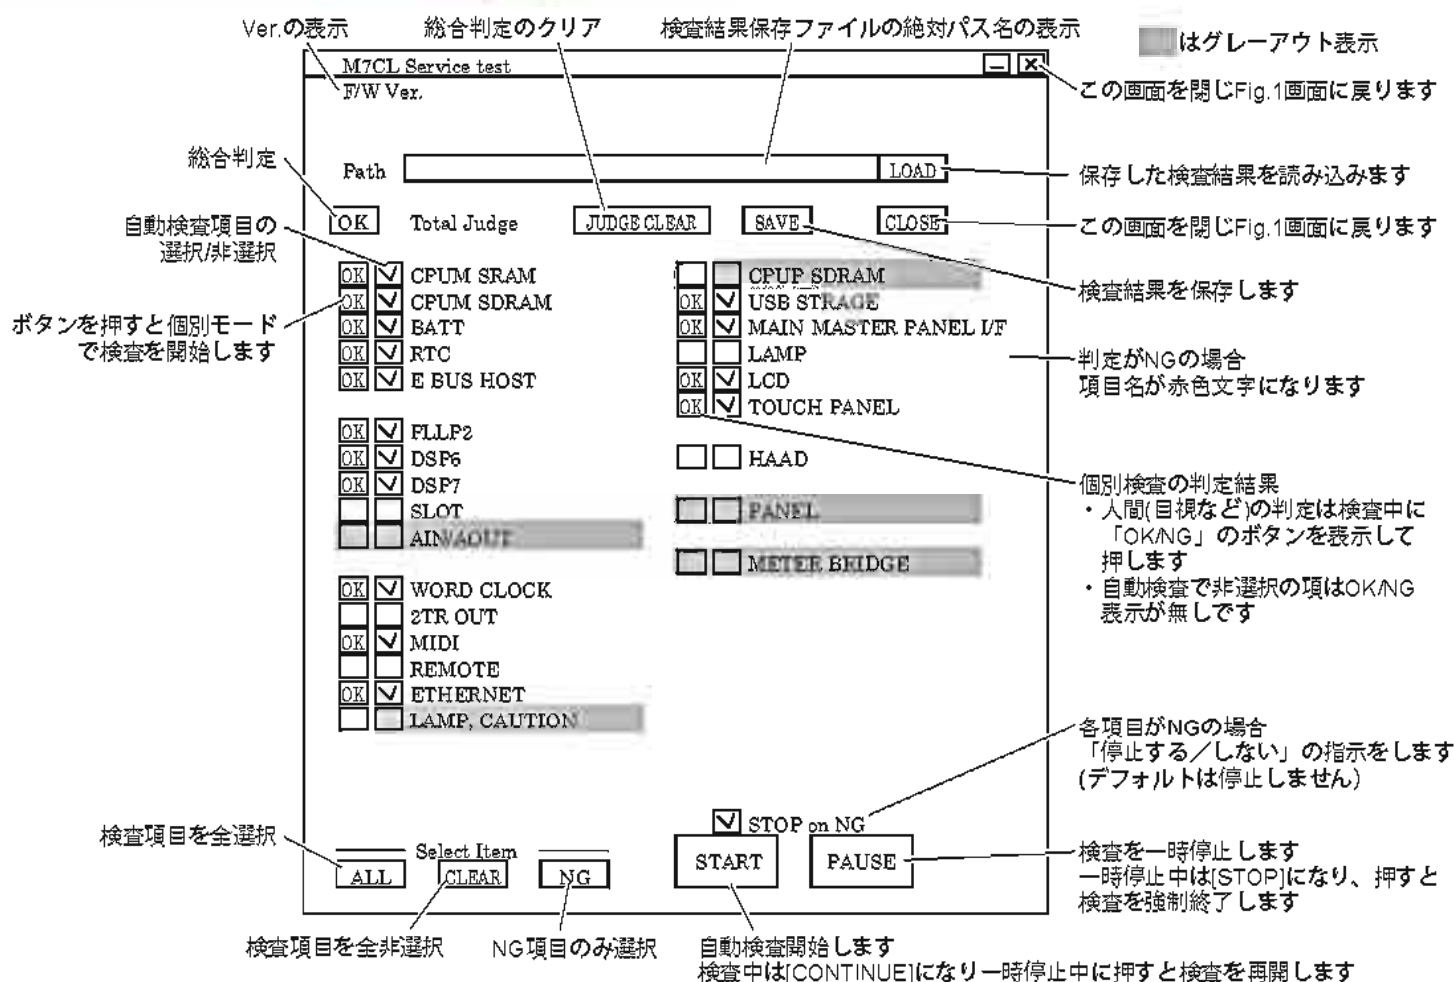 Ver.の表示
総合判定のクリア
検査結果保存ファイルの絶対パス名の表示
はグレーアウト表示
M7CL Service test
F/W Ver.
この画面を閉じFig.1画面に戻ります
総合判定
Path
LOAD
保存した検査結果を読み込みます
OK
Total Judge
JUDGE CLEAR
SAVE
CLOSE
この画面を閉じFig.1画面に戻ります
自動検査項目の
選択/非選択
検査結果を保存します
ボタンを押すと個別モード
で検査を開始します
OK CPUM SRAM
OK CPUM SDRAM
OK BATT
OK RTC
OK E BUS HOST
OK PLLP2
OK DSP6
OK DSP7
SLOT
AIN/AOUT
OK WORD CLOCK
2TR OUT
OK MIDI
REMOTE
OK ETHERNET
LAMP, CAUTION
CPUP SDRAM
OK USB STRAGE
OK MAIN MASTER PANEL I/F
LAMP
OK LCD
OK TOUCH PANEL
HAAD
PANEL
METER BRIDGE
判定がNGの場合
項目名が赤色文字になります
個別検査の判定結果
・人間(目視など)の判定は検査中に
「OK/NG」のボタンを表示して
押します
・自動検査で非選択の項はOK/NG
表示が無しです
各項目がNGの場合
「停止する／しない」の指示をします
(デフォルトは停止しません)
STOP on NG
検査項目を全選択
Select Item
ALL
CLEAR
NG
START
PAUSE
検査を一時停止します
一時停止中は[STOP]になり、押すと
検査を強制終了します
検査項目を全非選択
NG項目のみ選択
自動検査開始します
検査中は[CONTINUE]になり一時停止中に押すと検査を再開します